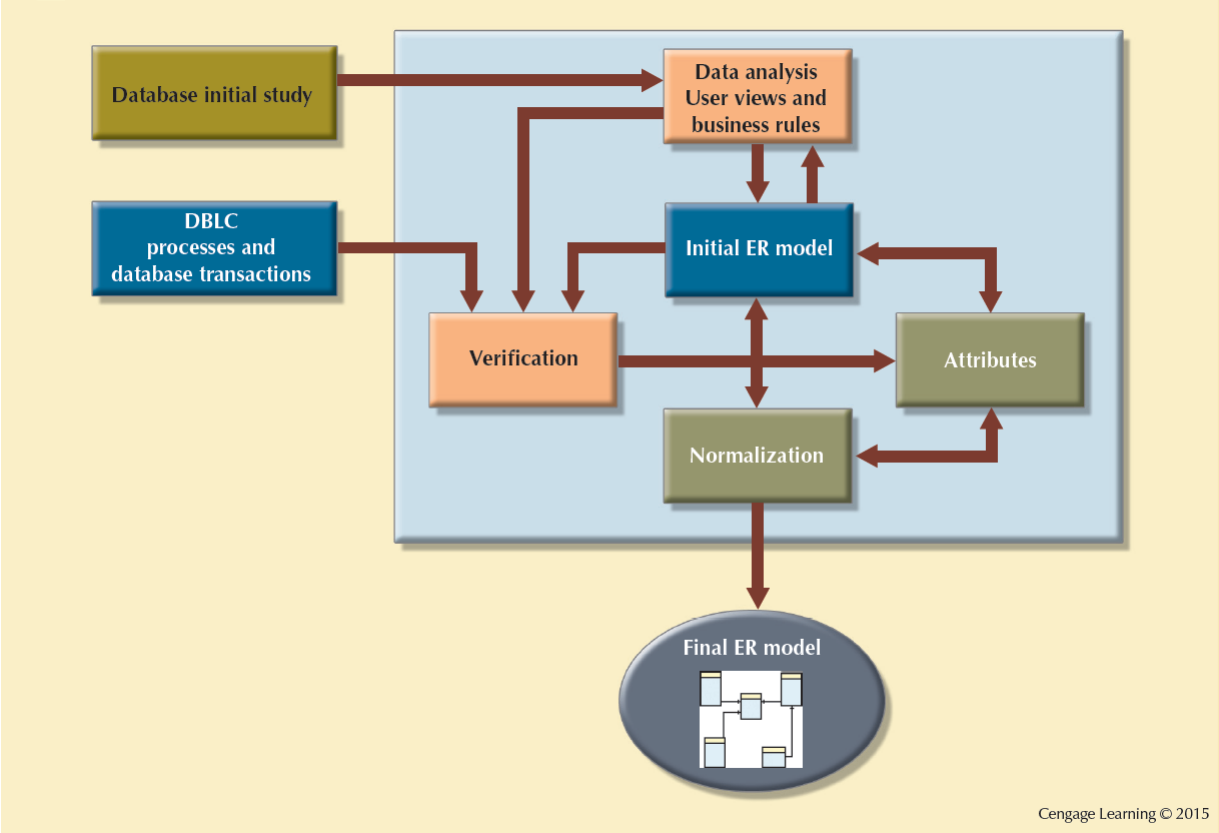 Database initial study
Data analysis
User views and
business rules
DBLC
processes and
database transactions
Initial ER model
Verification
Attributes
Normalization
Final ER model
Cengage Learning © 2015